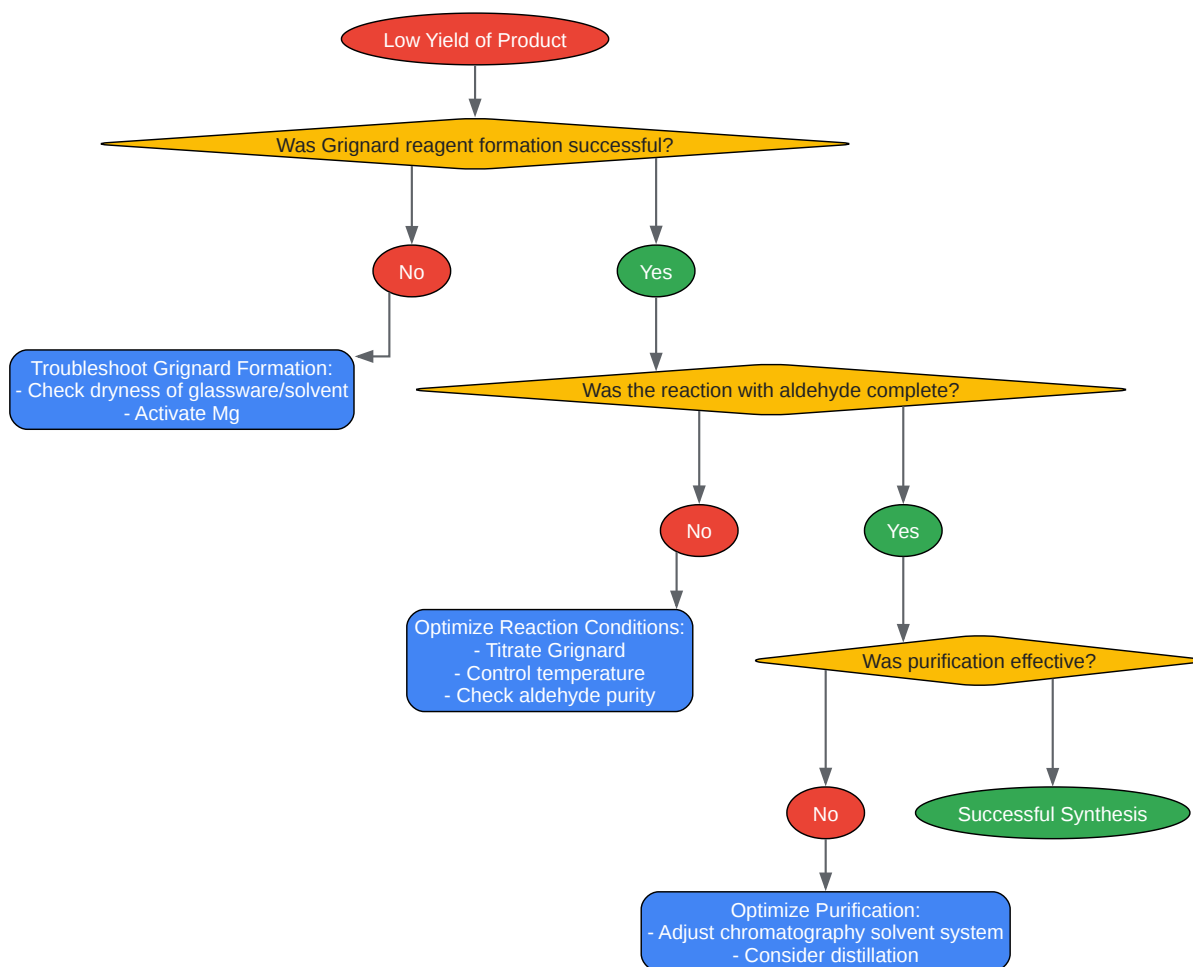 Low Yield of Product
Was Grignard reagent formation successful?
No
Yes
Troubleshoot Grignard Formation:
- Check dryness of glassware/solvent
- Activate Mg
Was the reaction with aldehyde complete?
No
Yes
Optimize Reaction Conditions:
- Titrate Grignard
- Control temperature
- Check aldehyde purity
Was purification effective?
No
Successful Synthesis
Optimize Purification:
- Adjust chromatography solvent system
- Consider distillation